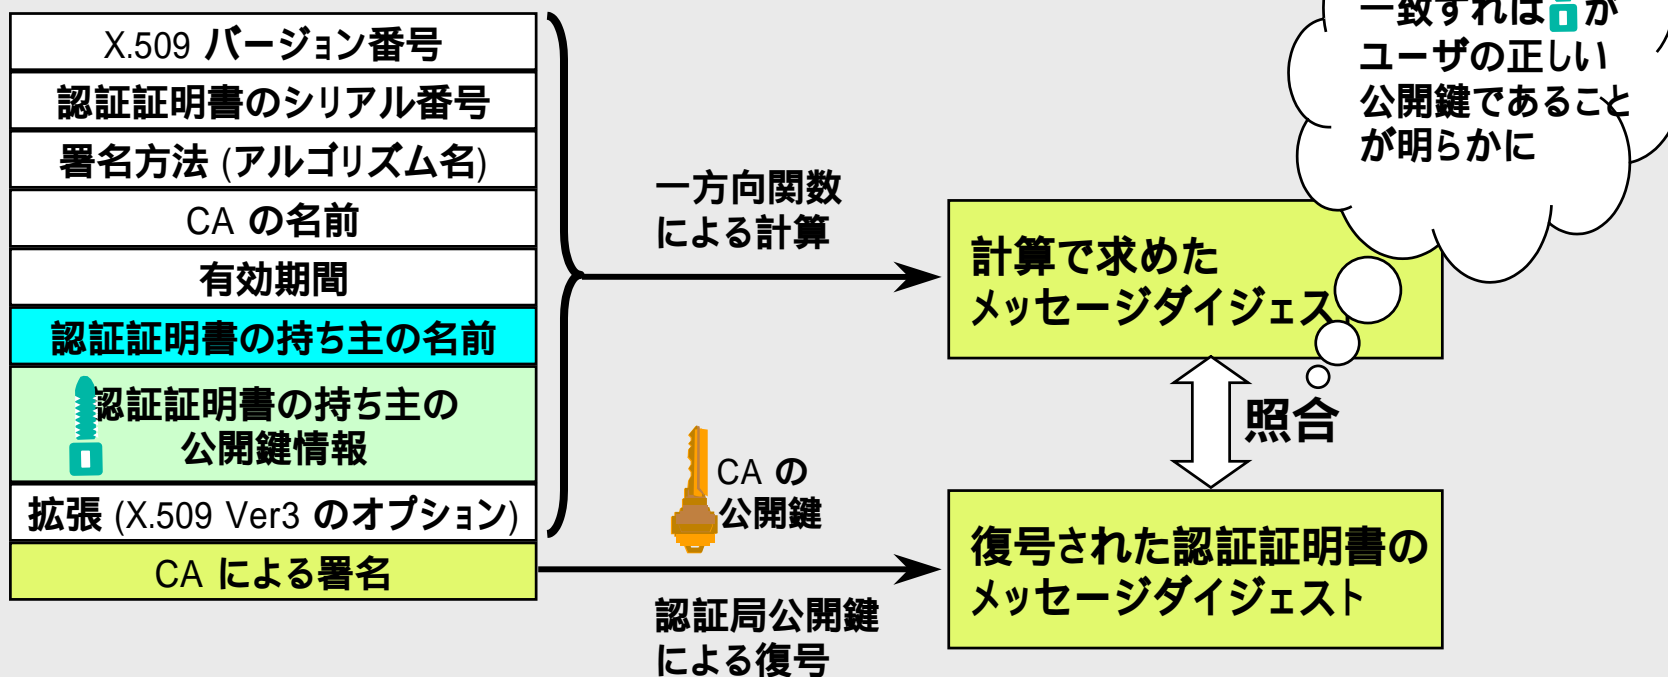 X.509 バージョン番号
認証証明書のシリアル番号
署名方法 (アルゴリズム名)
CA の名前
有効期間
認証証明書の持ち主の名前
認証証明書の持ち主の
公開鍵情報
拡張 (X.509 Ver3 のオプション)
CA による署名
一方向関数
による計算
CA の
公開鍵
認証局公開鍵
による復号
計算で求めた
メッセージダイジェスト
照合
復号された認証証明書の
メッセージダイジェスト
一致すれば が
ユーザの正しい
公開鍵であること
が明らかに